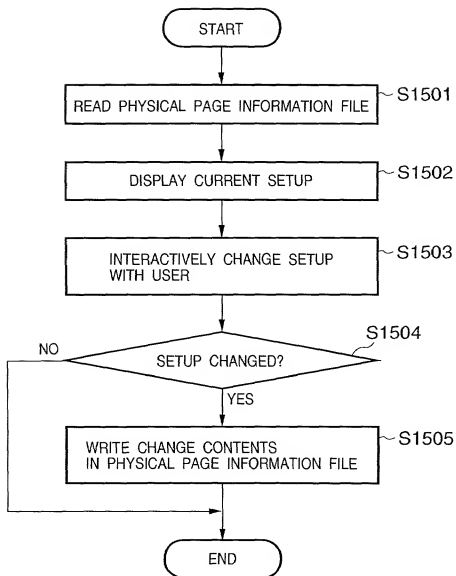 START
READ PHYSICAL PAGE INFORMATION FILE
S1501
DISPLAY CURRENT SETUP
S1502
INTERACTIVELY CHANGE SETUP
WITH USER
S1503
SETUP CHANGED?
S1504
NO
YES
WRITE CHANGE CONTENTS
IN PHYSICAL PAGE INFORMATION FILE
S1505
END